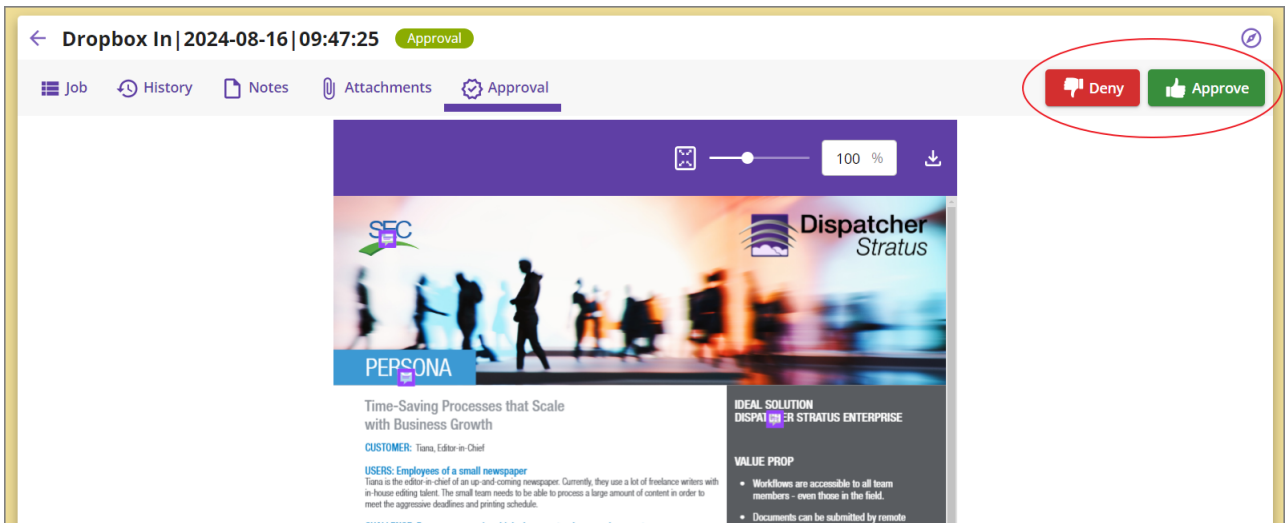 Dropbox In|2024-08-16|09:47:25 Approval
Job History Notes Attachments Approval Deny Approve
100 %
SEC
Dispatcher
Stratus
PERSONA
Time-Saving Processes that Scale
with Business Growth
CUSTOMER: Tiana, Editor-in-Chief
USERS: Employees of a small newspaper
Tiana is the editor-in-chief of an up-and-coming newspaper. Currently, they use a lot of freelance writers with
in-house editing talent. The small team needs to be able to process a large amount of content in order to
meet the aggressive deadlines and printing schedule.
IDEAL SOLUTION
DISPATCHER STRATUS ENTERPRISE
VALUE PROP
• Workflows are accessible to all team
members - even those in the field.
• Documents can be submitted by remote